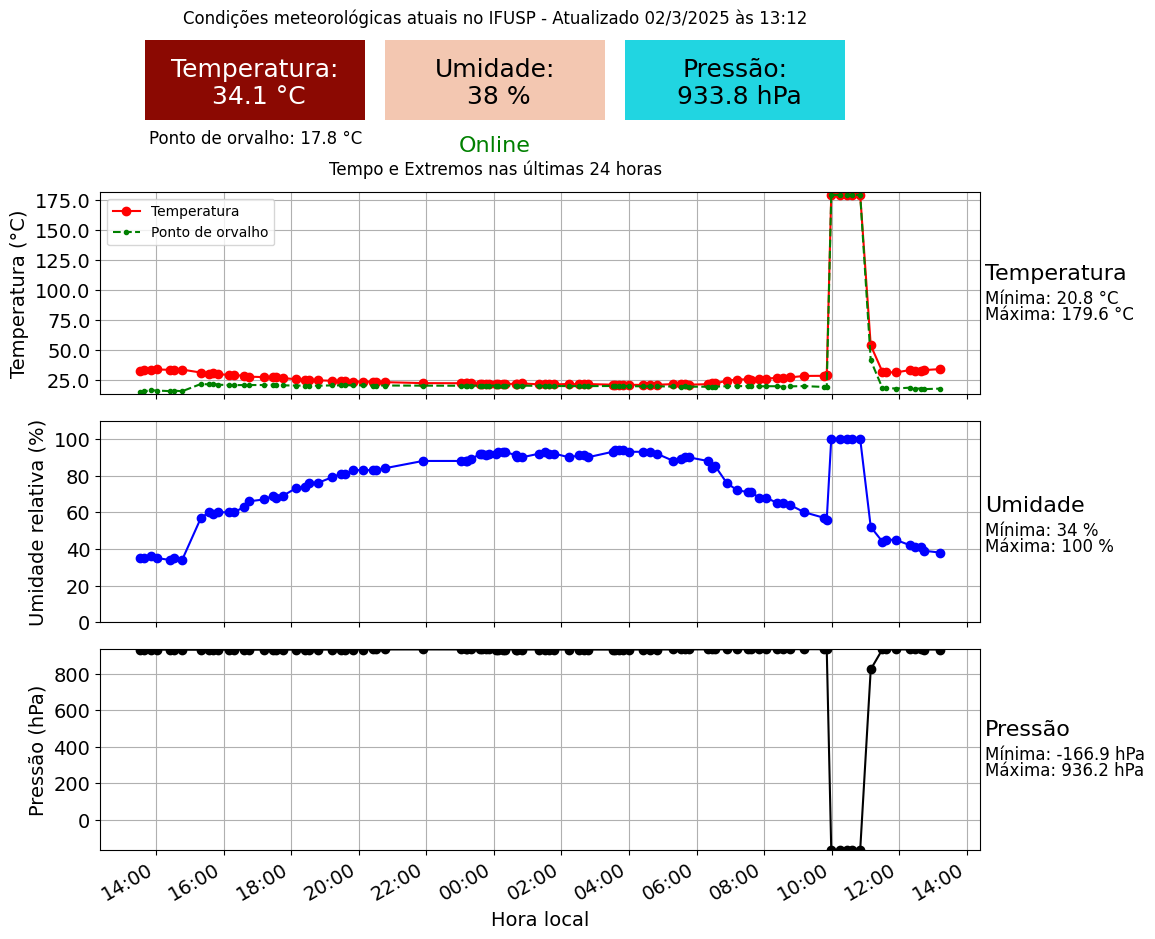 Condições meteorológicas atuais no IFUSP - Atualizado 02/3/2025 às 13:12
Temperatura:
34.1 °C
Umidade:
38 %
Pressão:
933.8 hPa
Ponto de orvalho: 17.8 °C
Online
Tempo e Extremos nas últimas 24 horas
Temperatura (°C)
175.0
150.0
125.0
100.0
75.0
50.0
25.0
Temperatura
Ponto de orvalho
Temperatura
Mínima: 20.8 °C
Máxima: 179.6 °C
Umidade relativa (%)
100
80
60
40
20
0
Umidade
Mínima: 34 %
Máxima: 100 %
Pressão (hPa)
800
600
400
200
0
Pressão
Mínima: -166.9 hPa
Máxima: 936.2 hPa
14:00
16:00
18:00
20:00
22:00
00:00
02:00
04:00
06:00
08:00
10:00
12:00
14:00
Hora local